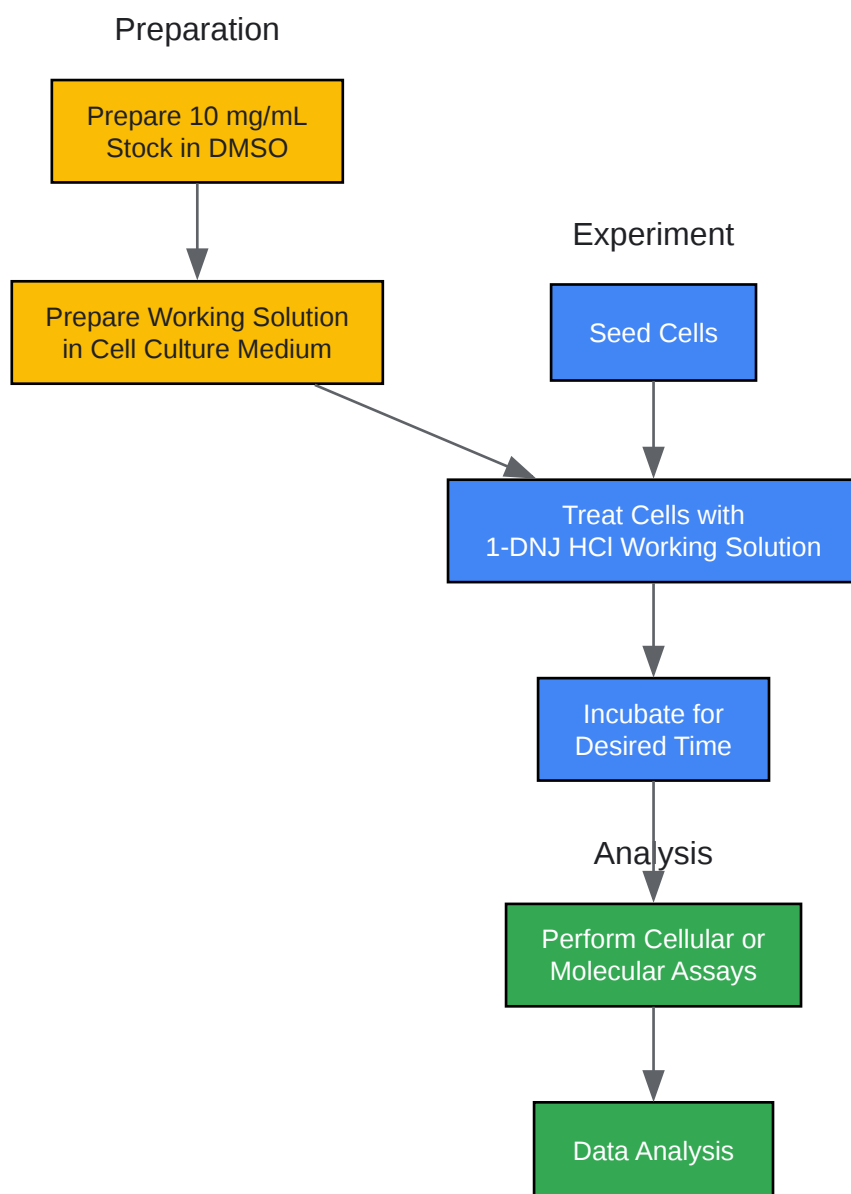 Preparation
Prepare 10 mg/mL
Stock in DMSO
Prepare Working Solution
in Cell Culture Medium
Experiment
Seed Cells
Treat Cells with
1-DNJ HCl Working Solution
Incubate for
Desired Time
Analysis
Perform Cellular or
Molecular Assays
Data Analysis